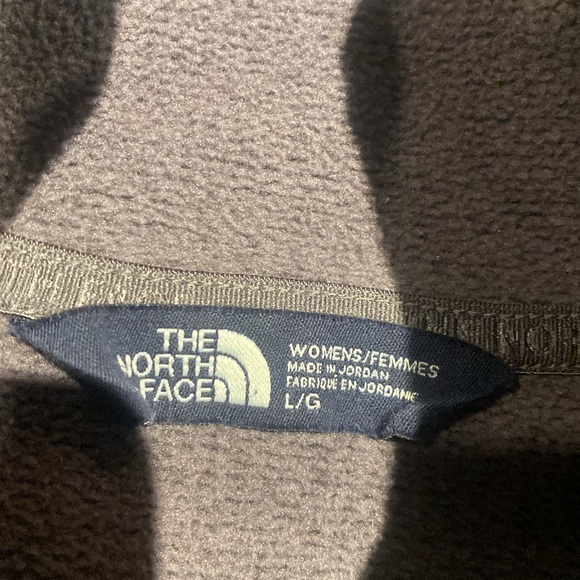 THE
NORTH
FACE
WOMENS/FEMMES
MADE IN JORDAN
FABRIQUE EN JORDANIE
L/G